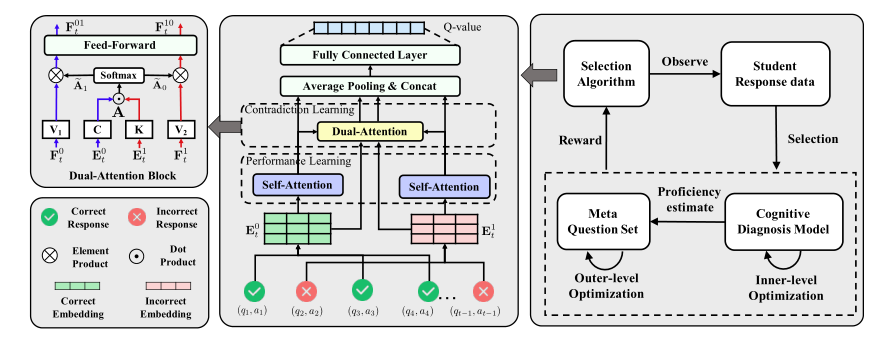 F_t^{01}
F_t^{10}
Feed-Forward
Ã_1
Softmax
Ã_0
A
V_1
C
K
V_2
F_t^0
E_t^0
E_t^1
F_t^1
Dual-Attention Block
Correct
Response
Incorrect
Response
Element
Product
Dot
Product
Correct
Embedding
Incorrect
Embedding
Q-value
Fully Connected Layer
Average Pooling & Concat
Contradiction Learning
Dual-Attention
Performance Learning
Self-Attention
Self-Attention
E_t^0
E_t^1
...
(q_1, a_1)
(q_2, a_2)
(q_3, a_3)
(q_4, a_4)
(q_{t-1}, a_{t-1})
Selection
Algorithm
Observe
Student
Response data
Reward
Selection
Meta
Question Set
Proficiency
estimate
Cognitive
Diagnosis Model
Outer-level
Optimization
Inner-level
Optimization